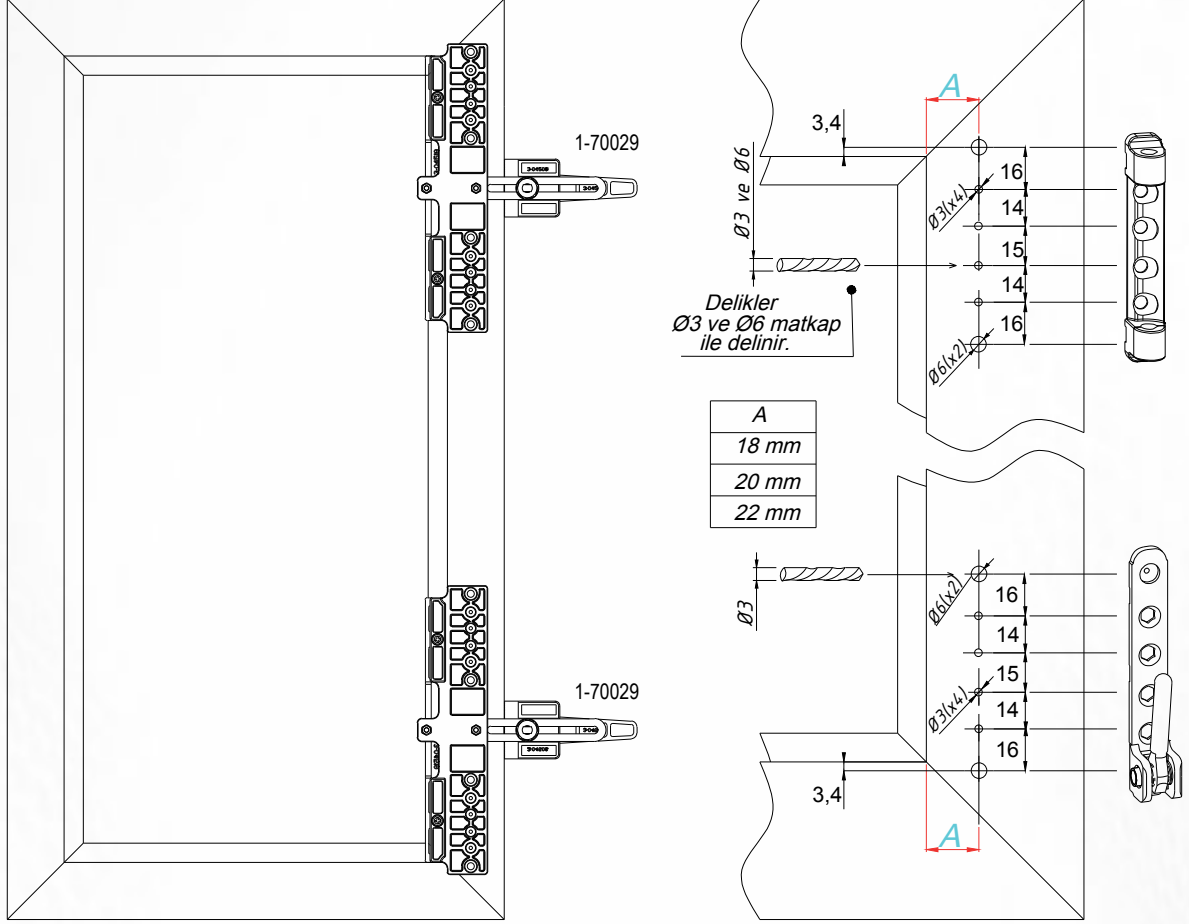 1-70029
1-70029
A
3,4
Ø3 ve Ø6
Ø3(x4)
16
14
15
14
16
Ø6(x2)
Delikler
Ø3 ve Ø6 matkap
ile delinir.
A
18 mm
20 mm
22 mm
Ø3
Ø6(x2)
16
14
15
14
16
Ø3(x4)
3,4
A